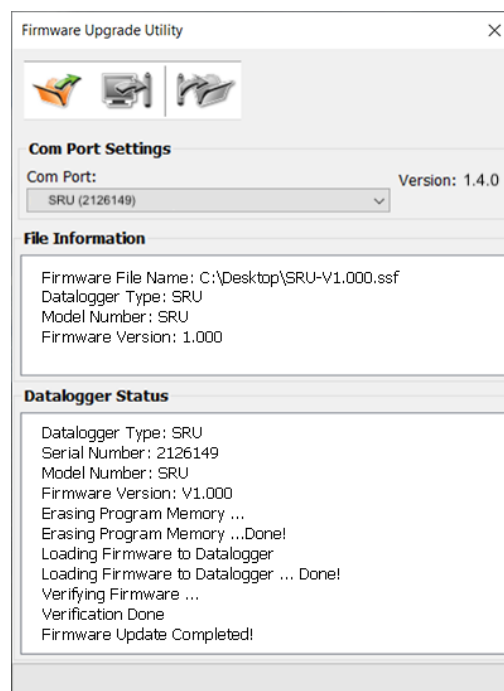 Firmware Upgrade Utility
Com Port Settings
Com Port:
Version: 1.4.0
SRU (2126149)
File Information
Firmware File Name: C:\Desktop\SRU-V1.000.ssf
Datalogger Type: SRU
Model Number: SRU
Firmware Version: 1.000
Datalogger Status
Datalogger Type: SRU
Serial Number: 2126149
Model Number: SRU
Firmware Version: V1.000
Erasing Program Memory ...
Erasing Program Memory ...Done!
Loading Firmware to Datalogger
Loading Firmware to Datalogger ... Done!
Verifying Firmware ...
Verification Done
Firmware Update Completed!